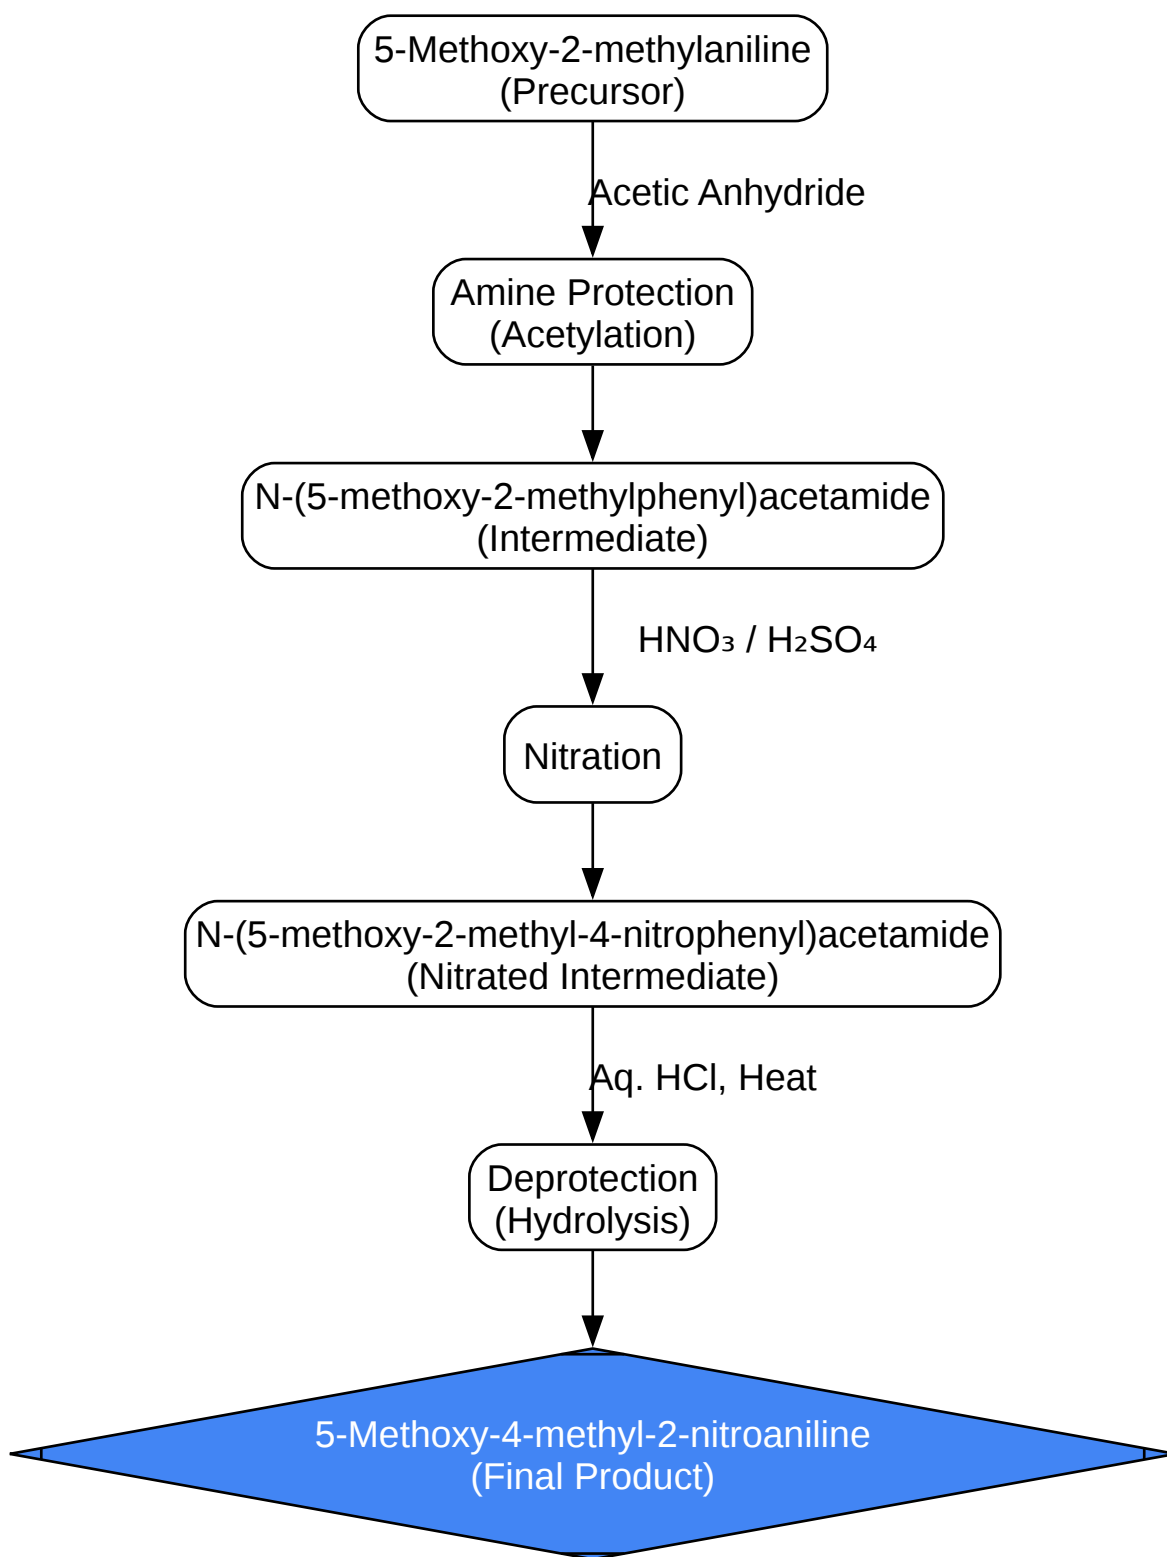 5-Methoxy-2-methylaniline
(Precursor)
Acetic Anhydride
Amine Protection
(Acetylation)
N-(5-methoxy-2-methylphenyl)acetamide
(Intermediate)
HNO₃ / H₂SO₄
Nitration
N-(5-methoxy-2-methyl-4-nitrophenyl)acetamide
(Nitrated Intermediate)
Aq. HCl, Heat
Deprotection
(Hydrolysis)
5-Methoxy-4-methyl-2-nitroaniline
(Final Product)